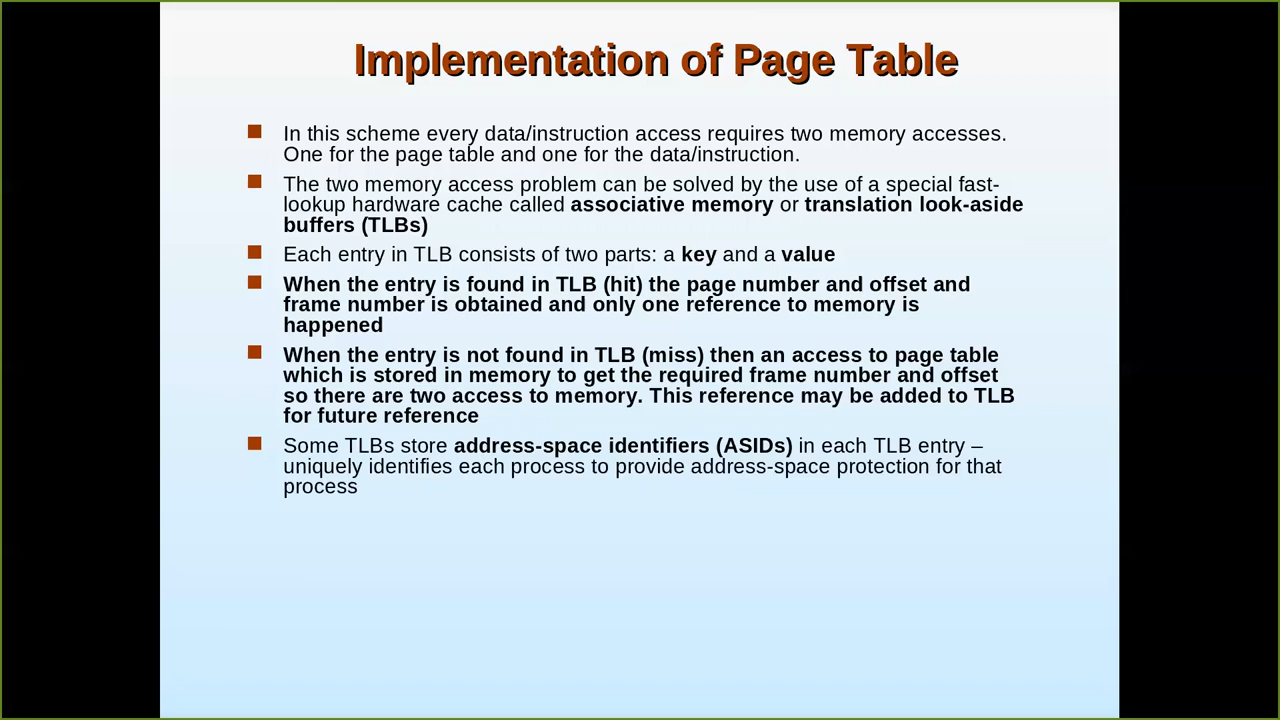 Implementation of Page Table
In this scheme every data/instruction access requires two memory accesses.
One for the page table and one for the data/instruction.
The two memory access problem can be solved by the use of a special fast-
lookup hardware cache called associative memory or translation look-aside
buffers (TLBs)
Each entry in TLB consists of two parts: a key and a value
When the entry is found in TLB (hit) the page number and offset and
frame number is obtained and only one reference to memory is
happened
When the entry is not found in TLB (miss) then an access to page table
which is stored in memory to get the required frame number and offset
so there are two access to memory. This reference may be added to TLB
for future reference
Some TLBs store address-space identifiers (ASIDs) in each TLB entry –
uniquely identifies each process to provide address-space protection for that
process